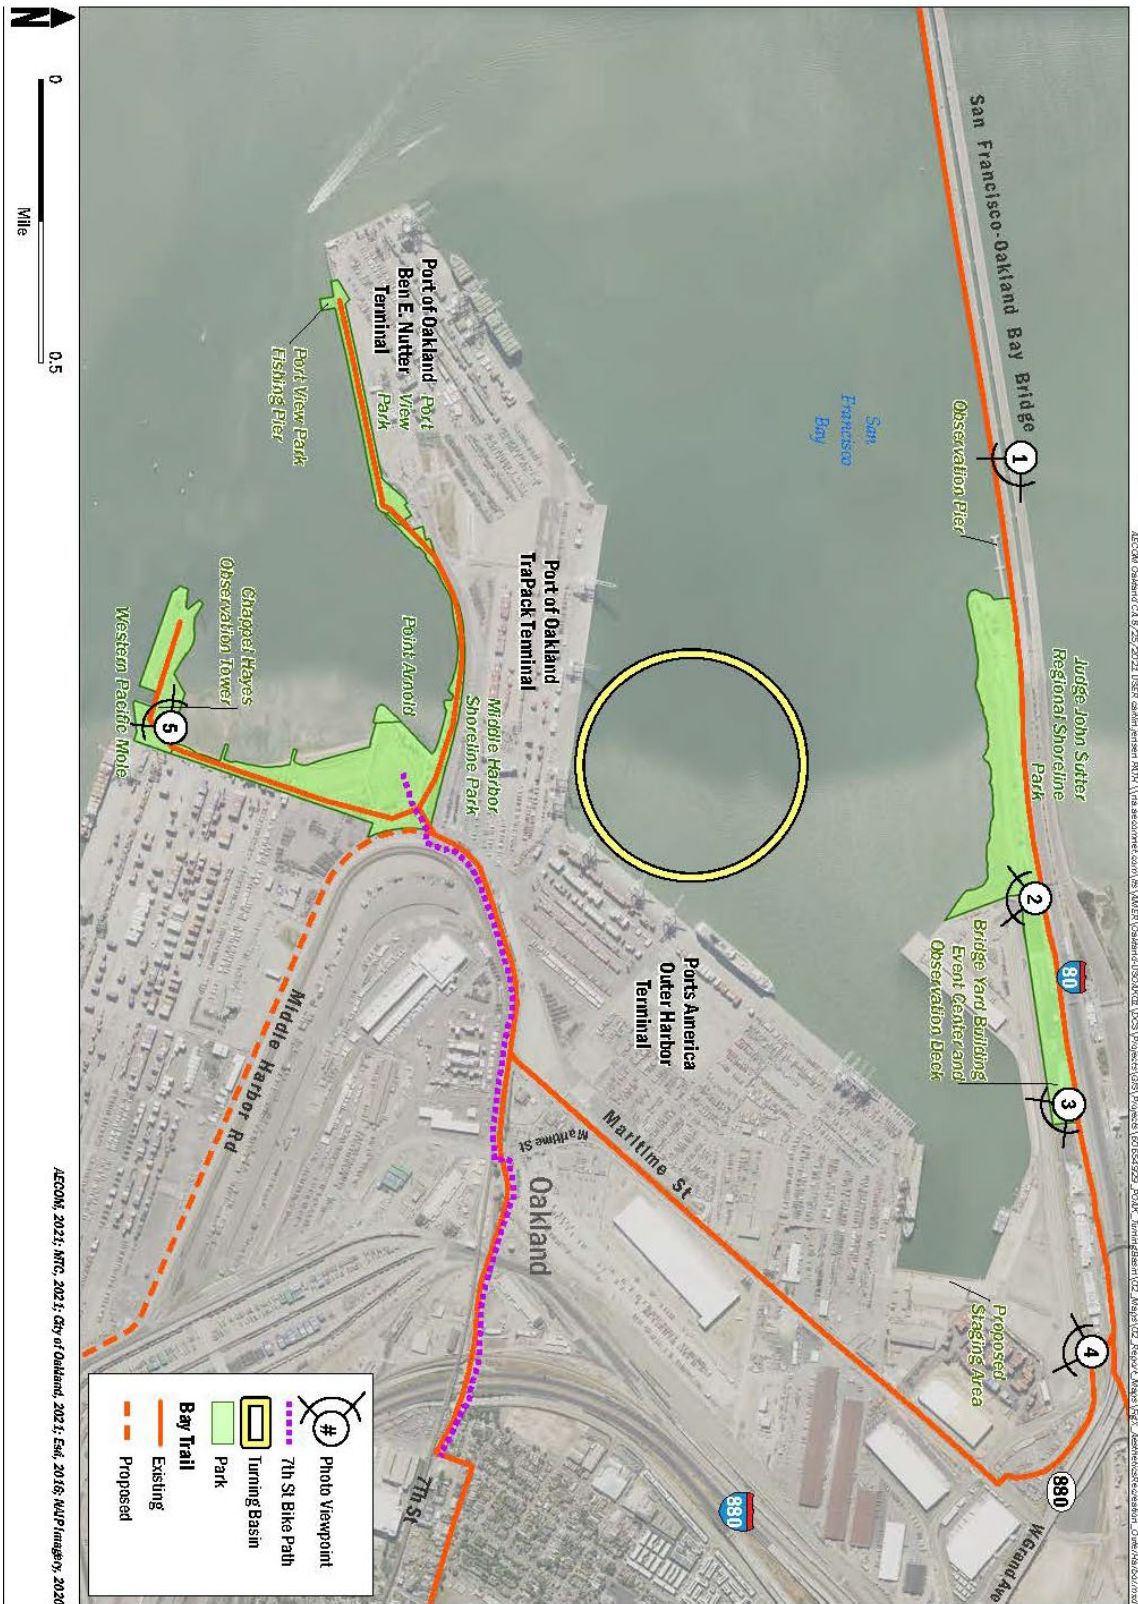 San Francisco-Oakland Bay Bridge
1
Observation Pier
Judge John Sutter
Regional Shoreline
Park
2
80
Bridge Yard Building
Event Center and
Observation Deck
3
4
Proposed
Staging Area
880
W Grand Ave
San
Francisco
Bay
Port of Oakland
Ben E. Nutter
Terminal
Port
View
Park
Port View Park
Fishing Pier
Port of Oakland
TraPack Terminal
Ports America
Outer Harbor
Terminal
Middle Harbor
Shoreline Park
Point Arnold
Chappel Hayes
Observation Tower
5
Western Pacific Mole
Middle Harbor Rd
Maritime St
Maritime St
Oakland
7th St
880
# Photo Viewpoint
7th St Bike Path
Turning Basin
Park
Bay Trail
Existing
Proposed
N
0
0.5
Mile
AECOM, 2021; MTC, 2021; City of Oakland, 2021; Esri, 2016; NAIP Imagery, 2020